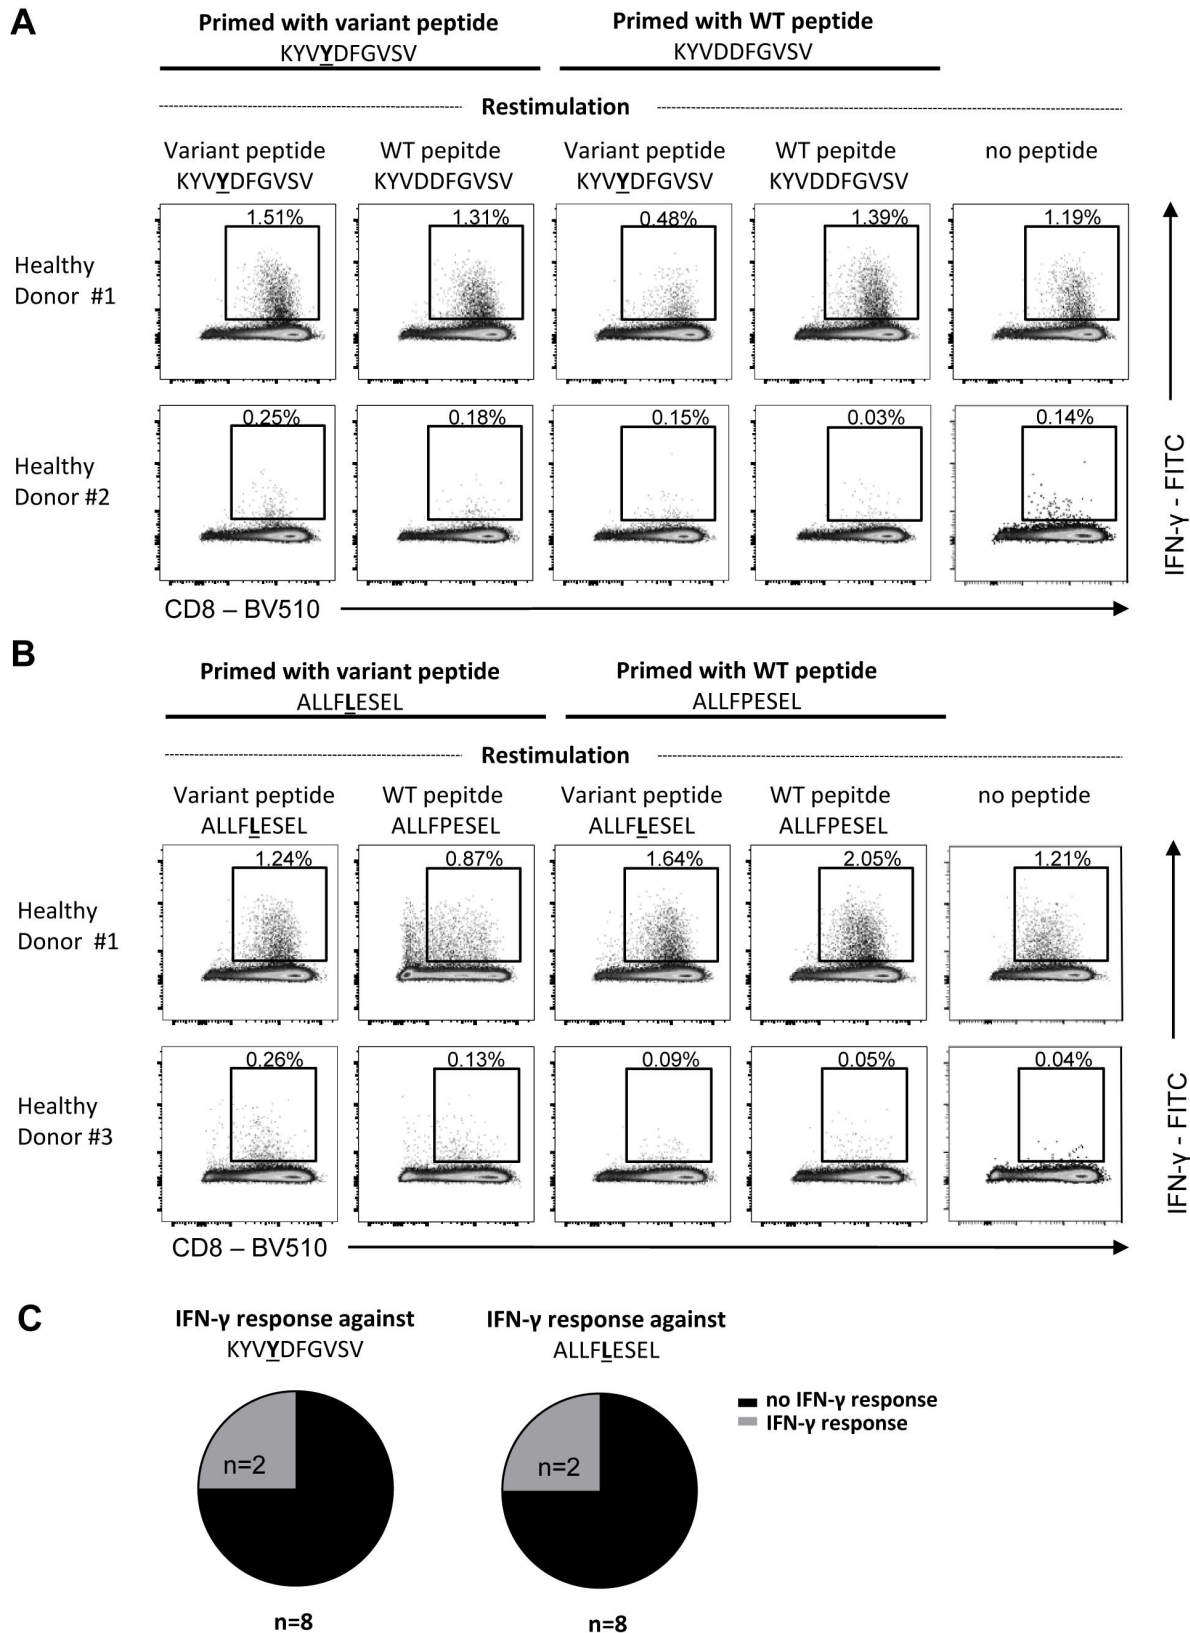 A
Primed with variant peptide
KYVYDFGVSV
Primed with WT peptide
KYVDDFGVSV
Restimulation
Variant peptide
KYVYDFGVSV
WT pepitde
KYVDDFGVSV
Variant peptide
KYVYDFGVSV
WT pepitde
KYVDDFGVSV
no peptide
Healthy
Donor #1
1.51%
1.31%
0.48%
1.39%
1.19%
Healthy
Donor #2
0.25%
0.18%
0.15%
0.03%
0.14%
IFN-γ - FITC
CD8 – BV510
B
Primed with variant peptide
ALLFLESEL
Primed with WT peptide
ALLFPESEL
Restimulation
Variant peptide
ALLFLESEL
WT pepitde
ALLFPESEL
Variant peptide
ALLFLESEL
WT pepitde
ALLFPESEL
no peptide
Healthy
Donor #1
1.24%
0.87%
1.64%
2.05%
1.21%
Healthy
Donor #3
0.26%
0.13%
0.09%
0.05%
0.04%
IFN-γ - FITC
CD8 – BV510
C
IFN-γ response against
KYVYDFGVSV
IFN-γ response against
ALLFLESEL
n=2
n=8
n=2
n=8
no IFN-γ response
IFN-γ response